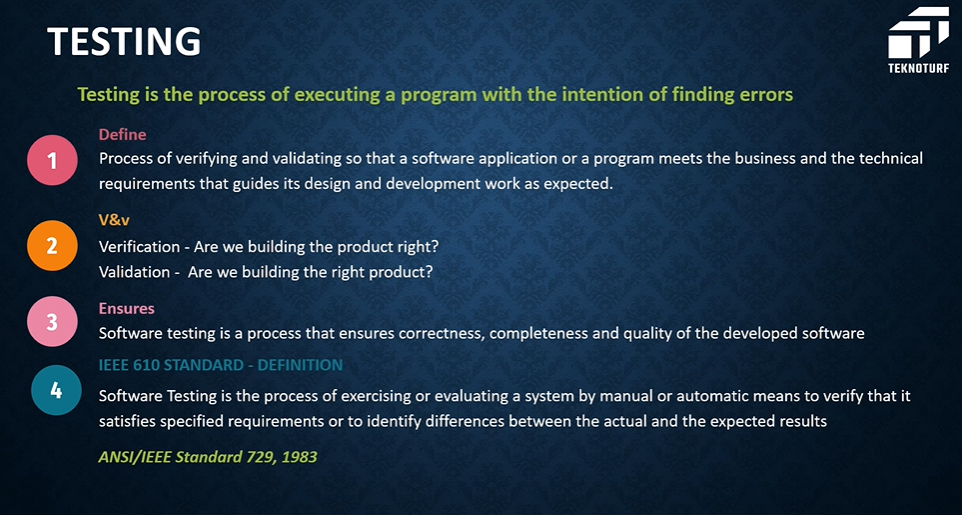 TESTING
TEKNOTURF
Testing is the process of executing a program with the intention of finding errors
1
Define
Process of verifying and validating so that a software application or a program meets the business and the technical
requirements that guides its design and development work as expected.
2
V&v
Verification - Are we building the product right?
Validation - Are we building the right product?
3
Ensures
Software testing is a process that ensures correctness, completeness and quality of the developed software
4
IEEE 610 STANDARD - DEFINITION
Software Testing is the process of exercising or evaluating a system by manual or automatic means to verify that it
satisfies specified requirements or to identify differences between the actual and the expected results
ANSI/IEEE Standard 729, 1983